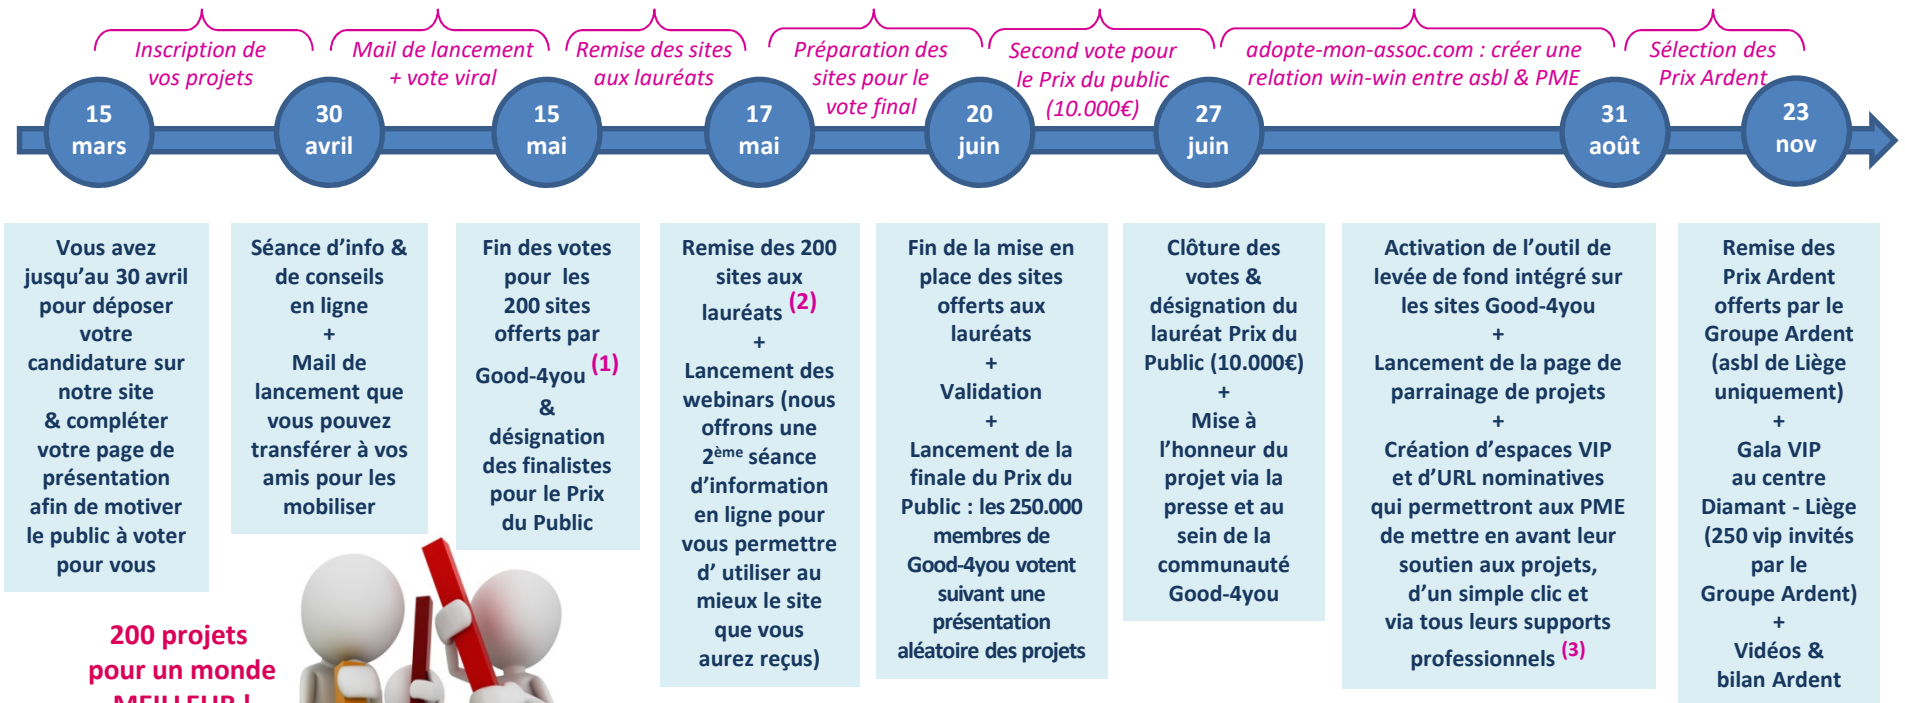 Inscription de
vos projets
Mail de lancement
+ vote viral
Remise des sites
aux lauréats
Préparation des
sites pour le
vote final
Second vote pour
le Prix du public
(10.000€)
adopte-mon-assoc.com : créer une
relation win-win entre asbl & PME
Sélection des
Prix Ardent
15
mars
30
avril
15
mai
17
mai
20
juin
27
juin
31
août
23
nov
Vous avez
jusqu'au 30 avril
pour déposer
votre
candidature sur
notre site
& compléter
votre page de
présentation
afin de motiver
le public à voter
pour vous
Séance d'info &
de conseils
en ligne
+
Mail de
lancement que
vous pouvez
transférer à vos
amis pour les
mobiliser
Fin des votes
pour les
200 sites
offerts par
Good-4you (1)
&
désignation
des finalistes
pour le Prix
du Public
Remise des 200
sites aux
lauréats (2)
+
Lancement des
webinars (nous
offrons une
2ème séance
d'information
en ligne pour
vous permettre
d' utiliser au
mieux le site
que vous
aurez reçus)
Fin de la mise en
place des sites
offerts aux
lauréats
+
Validation
+
Lancement de la
finale du Prix du
Public : les 250.000
membres de
Good-4you votent
suivant une
présentation
aléatoire des projets
Clôture des
votes &
désignation du
lauréat Prix du
Public (10.000€)
+
Mise à
l'honneur du
projet via la
presse et au
sein de la
communauté
Good-4you
Activation de l'outil de
levée de fond intégré sur
les sites Good-4you
+
Lancement de la page de
parrainage de projets
+
Création d'espaces VIP
et d'URL nominatives
qui permettront aux PME
de mettre en avant leur
soutien aux projets,
d'un simple clic et
via tous leurs supports
professionnels (3)
Remise des
Prix Ardent
offerts par le
Groupe Ardent
(asbl de Liège
uniquement)
+
Gala VIP
au centre
Diamant - Liège
(250 vip invités
par le
Groupe Ardent)
+
Vidéos &
bilan Ardent
200 projets
pour un monde
MEILLEUR !